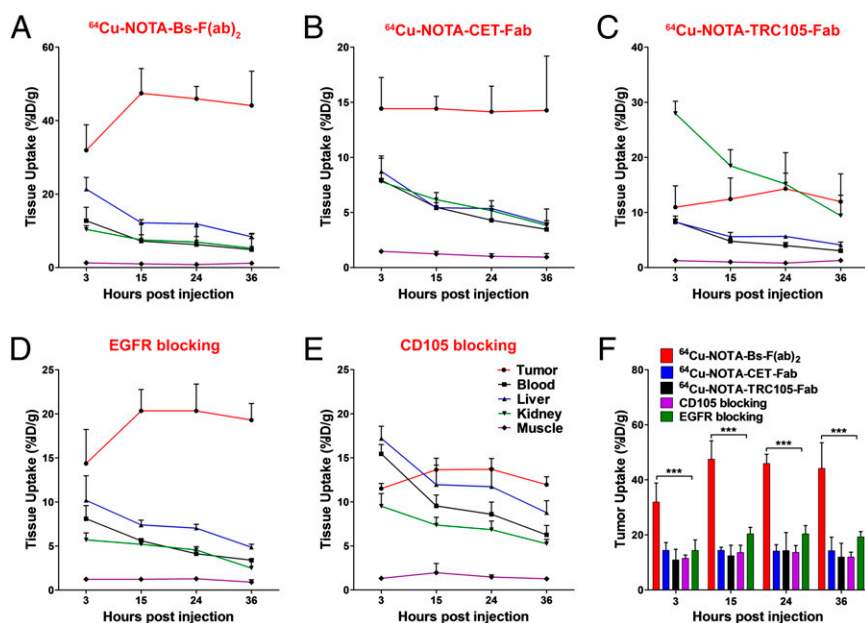 A
⁶⁴Cu-NOTA-Bs-F(ab)₂
Tissue Uptake (%ID/g)
60
40
20
0
3
15
24
36
Hours post injection
B
⁶⁴Cu-NOTA-CET-Fab
Tissue Uptake (%ID/g)
20
15
10
5
0
3
15
24
36
Hours post injection
C
⁶⁴Cu-NOTA-TRC105-Fab
Tissue Uptake (%ID/g)
40
30
20
10
0
3
15
24
36
Hours post injection
D
EGFR blocking
Tissue Uptake (%ID/g)
25
20
15
10
5
0
3
15
24
36
Hours post injection
E
CD105 blocking
Tissue Uptake (%ID/g)
25
20
15
10
5
0
3
15
24
36
Hours post injection
Tumor
Blood
Liver
Kidney
Muscle
F
⁶⁴Cu-NOTA-Bs-F(ab)₂
⁶⁴Cu-NOTA-CET-Fab
⁶⁴Cu-NOTA-TRC105-Fab
CD105 blocking
EGFR blocking
Tumor Uptake (%ID/g)
80
60
40
20
0
***
***
***
***
3
15
24
36
Hours post injection